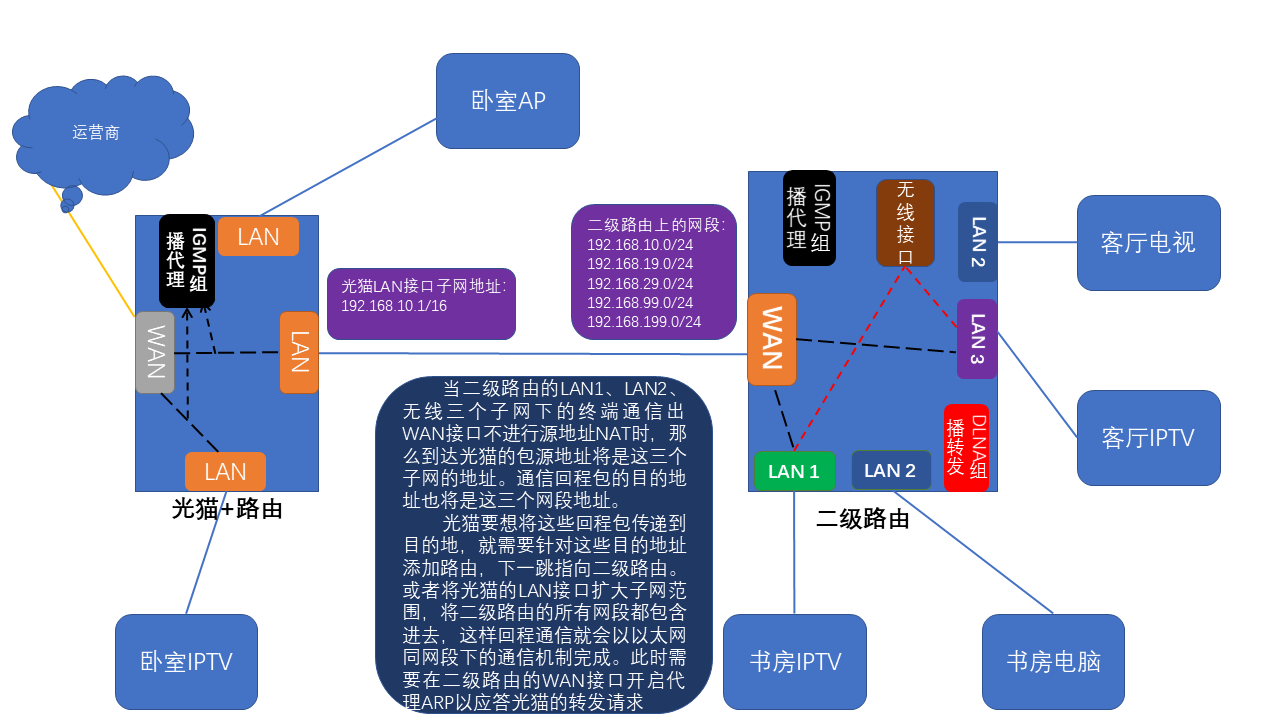 卧室AP
运营商
IGMP组
播代理
LAN
WAN
LAN
LAN
光猫+路由
卧室IPTV
光猫LAN接口子网地址:
192.168.10.1/16
二级路由上的网段:
192.168.10.0/24
192.168.19.0/24
192.168.29.0/24
192.168.99.0/24
192.168.199.0/24
当二级路由的LAN1、LAN2、
无线三个子网下的终端通信出
WAN接口不进行源地址NAT时，那
么到达光猫的包源地址将是这三个
子网的地址。通信回程包的目的地
址也将是这三个网段地址。
光猫要想将这些回程包传递到
目的地，就需要针对这些目的地址
添加路由，下一跳指向二级路由。
或者将光猫的LAN接口扩大子网范
围，将二级路由的所有网段都包含
进去，这样回程通信就会以以太网
同网段下的通信机制完成。此时需
要在二级路由的WAN接口开启代
理ARP以应答光猫的转发请求
IGMP组
播代理
无
线
接
口
LAN 2
WAN
LAN 3
DLNA组
播转发
LAN 1
LAN 2
二级路由
客厅电视
客厅IPTV
书房IPTV
书房电脑